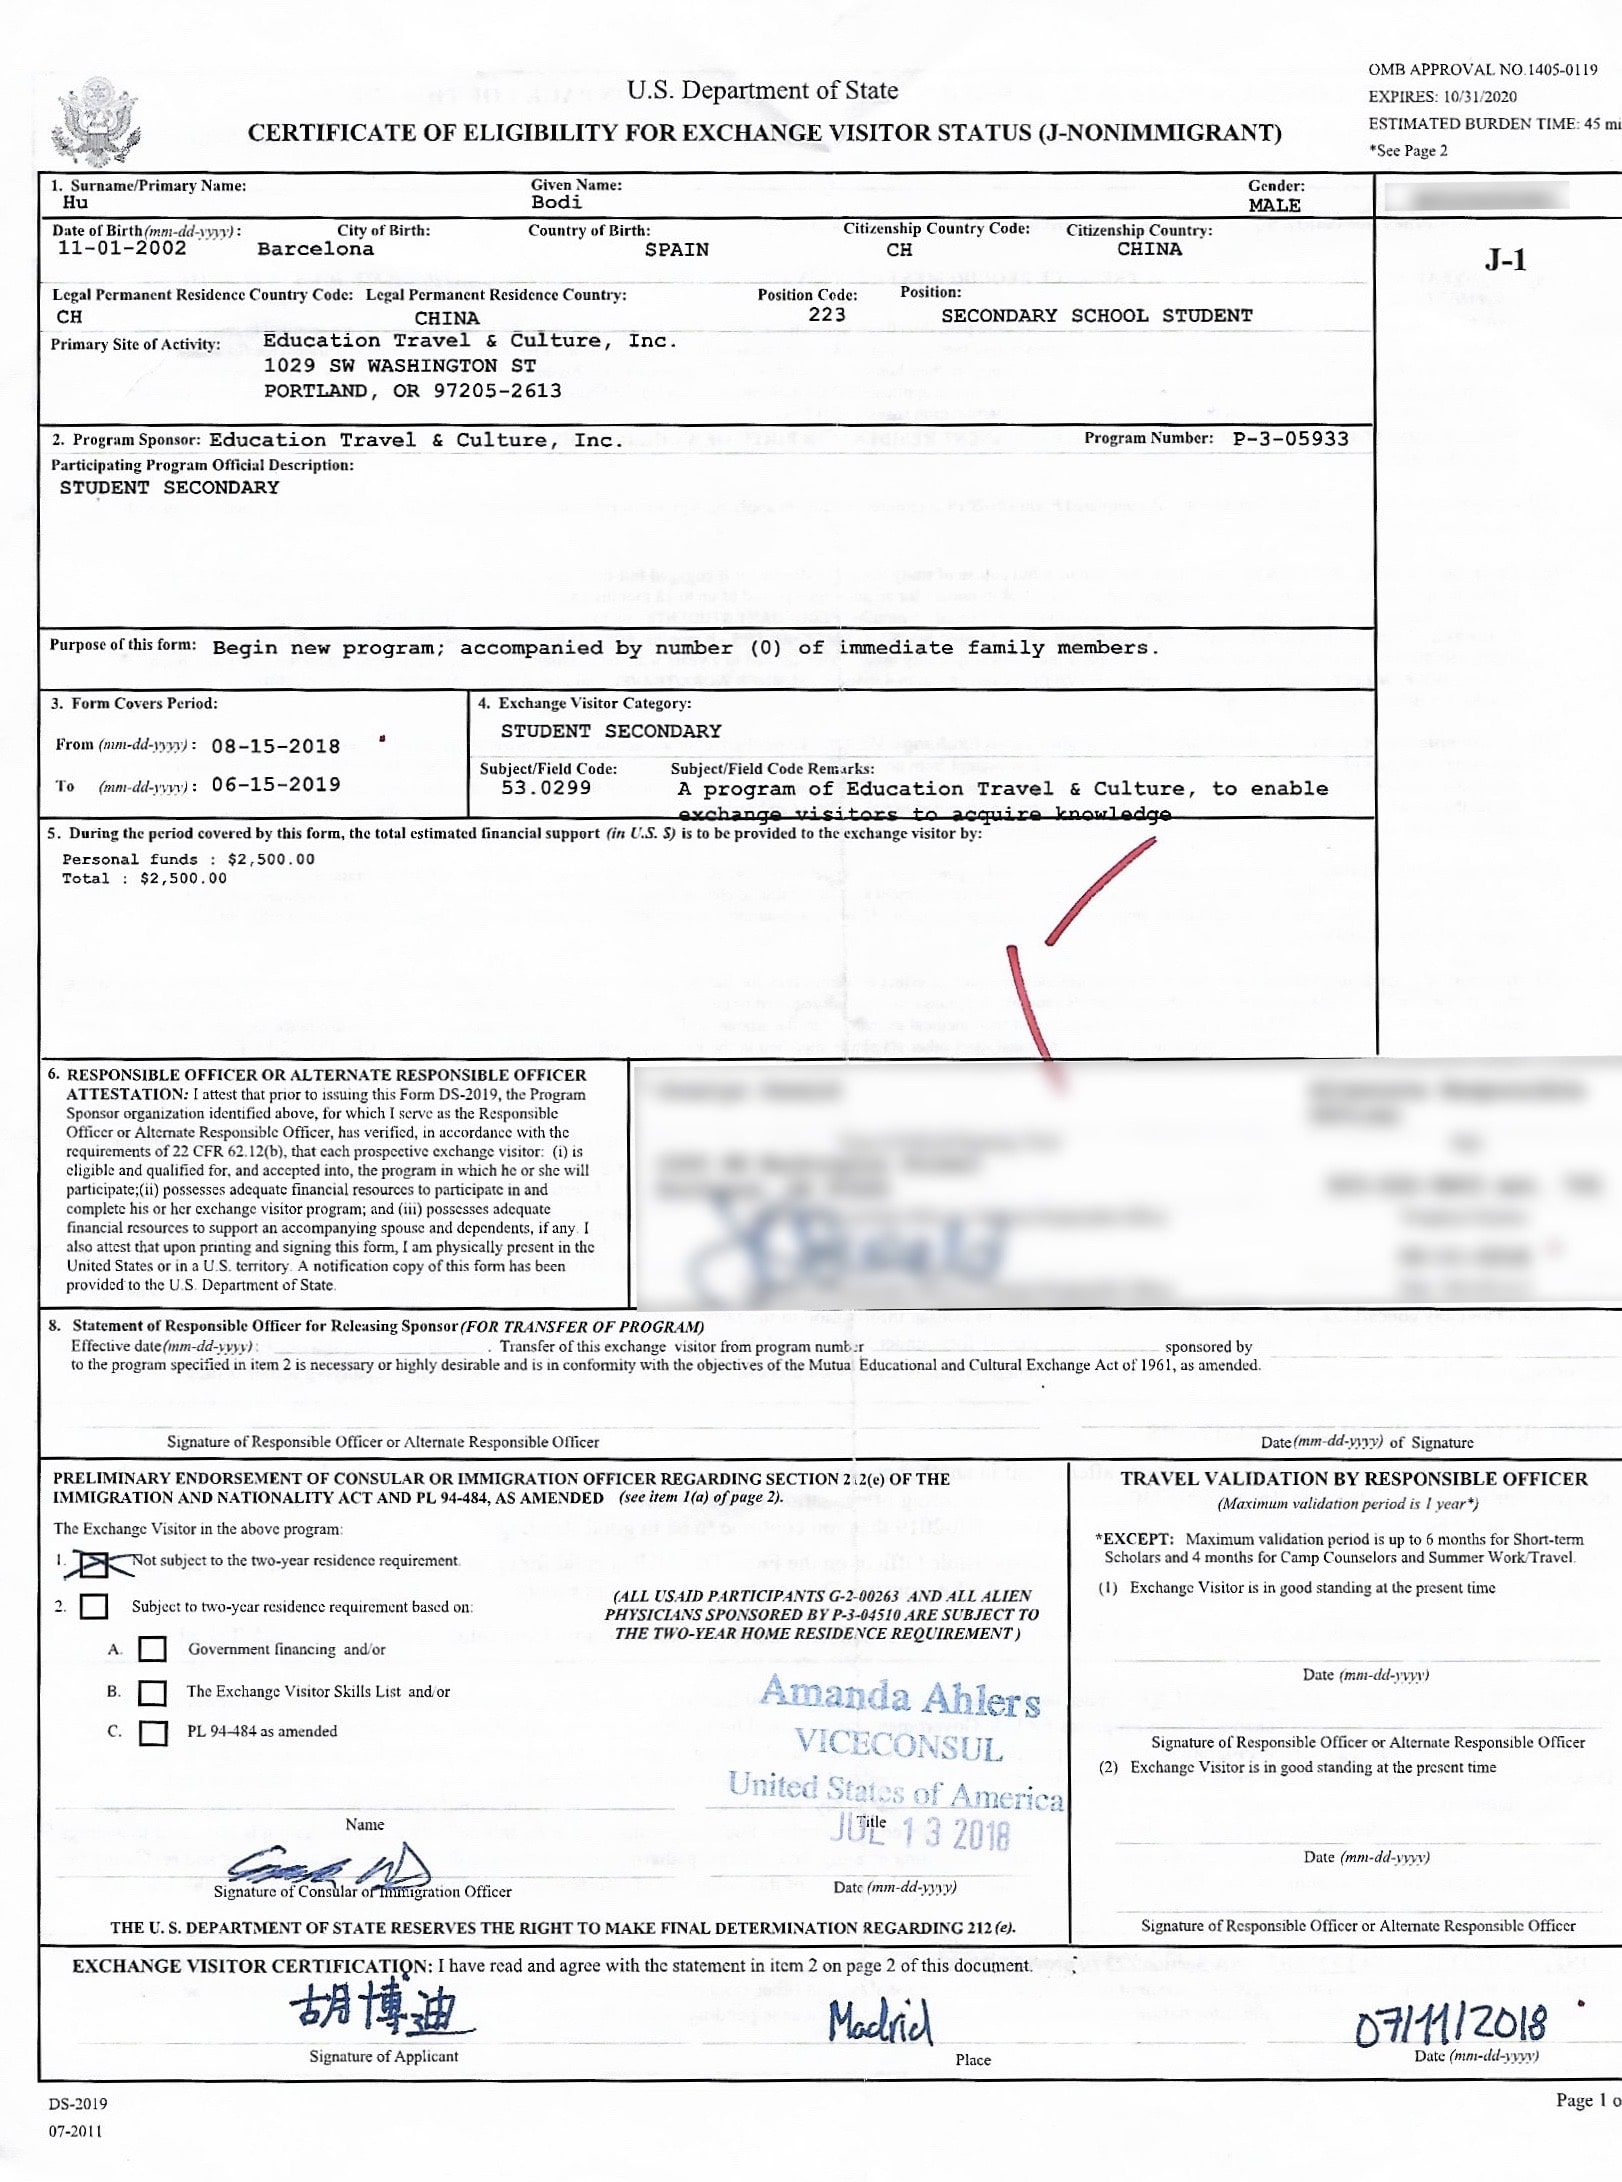 U.S. Department of State
CERTIFICATE OF ELIGIBILITY FOR EXCHANGE VISITOR STATUS (J-NONIMMIGRANT)
OMB APPROVAL NO.1405-0119
EXPIRES: 10/31/2020
ESTIMATED BURDEN TIME: 45 mi
*See Page 2
1. Surname/Primary Name: Given Name: Gender:
Hu Bodi MALE
Date of Birth(mm-dd-yyyy): City of Birth: Country of Birth: Citizenship Country Code: Citizenship Country:
11-01-2002 Barcelona SPAIN CH CHINA
J-1
Legal Permanent Residence Country Code: Legal Permanent Residence Country: Position Code: Position:
CH CHINA 223 SECONDARY SCHOOL STUDENT
Primary Site of Activity: Education Travel & Culture, Inc.
1029 SW WASHINGTON ST
PORTLAND, OR 97205-2613
2. Program Sponsor: Education Travel & Culture, Inc. Program Number: P-3-05933
Participating Program Official Description:
STUDENT SECONDARY
Purpose of this form: Begin new program; accompanied by number (0) of immediate family members.
3. Form Covers Period:
From (mm-dd-yyyy): 08-15-2018
To (mm-dd-yyyy): 06-15-2019
4. Exchange Visitor Category:
STUDENT SECONDARY
Subject/Field Code: Subject/Field Code Remarks:
53.0299 A program of Education Travel & Culture, to enable
exchange visitors to acquire knowledge
5. During the period covered by this form, the total estimated financial support (in U.S. $) is to be provided to the exchange visitor by:
Personal funds : $2,500.00
Total : $2,500.00
6. RESPONSIBLE OFFICER OR ALTERNATE RESPONSIBLE OFFICER
ATTESTATION: I attest that prior to issuing this Form DS-2019, the Program
Sponsor organization identified above, for which I serve as the Responsible
Officer or Alternate Responsible Officer, has verified, in accordance with the
requirements of 22 CFR 62.12(b), that each prospective exchange visitor: (i) is
eligible and qualified for, and accepted into, the program in which he or she will
participate;(ii) possesses adequate financial resources to participate in and
complete his or her exchange visitor program; and (iii) possesses adequate
financial resources to support an accompanying spouse and dependents, if any. I
also attest that upon printing and signing this form, I am physically present in the
United States or in a U.S. territory. A notification copy of this form has been
provided to the U.S. Department of State.
8. Statement of Responsible Officer for Releasing Sponsor(FOR TRANSFER OF PROGRAM)
Effective date(mm-dd-yyyy): . Transfer of this exchange visitor from program number sponsored by
to the program specified in item 2 is necessary or highly desirable and is in conformity with the objectives of the Mutual Educational and Cultural Exchange Act of 1961, as amended.
Signature of Responsible Officer or Alternate Responsible Officer Date(mm-dd-yyyy) of Signature
PRELIMINARY ENDORSEMENT OF CONSULAR OR IMMIGRATION OFFICER REGARDING SECTION 212(e) OF THE
IMMIGRATION AND NATIONALITY ACT AND PL 94-484, AS AMENDED (see item 1(a) of page 2).
The Exchange Visitor in the above program:
1. Not subject to the two-year residence requirement.
2. Subject to two-year residence requirement based on:
A. Government financing and/or
B. The Exchange Visitor Skills List and/or
C. PL 94-484 as amended
(ALL USAID PARTICIPANTS G-2-00263 AND ALL ALIEN
PHYSICIANS SPONSORED BY P-3-04510 ARE SUBJECT TO
THE TWO-YEAR HOME RESIDENCE REQUIREMENT)
Amanda Ahlers
VICECONSUL
United States of America
Name Title
JUL 13 2018
Signature of Consular or Immigration Officer Date (mm-dd-yyyy)
THE U. S. DEPARTMENT OF STATE RESERVES THE RIGHT TO MAKE FINAL DETERMINATION REGARDING 212 (e).
TRAVEL VALIDATION BY RESPONSIBLE OFFICER
(Maximum validation period is 1 year*)
*EXCEPT: Maximum validation period is up to 6 months for Short-term
Scholars and 4 months for Camp Counselors and Summer Work/Travel.
(1) Exchange Visitor is in good standing at the present time
Date (mm-dd-yyyy)
Signature of Responsible Officer or Alternate Responsible Officer
(2) Exchange Visitor is in good standing at the present time
Date (mm-dd-yyyy)
Signature of Responsible Officer or Alternate Responsible Officer
EXCHANGE VISITOR CERTIFICATION: I have read and agree with the statement in item 2 on page 2 of this document.
胡博迪 Madrid 07/11/2018
Signature of Applicant Place Date (mm-dd-yyyy)
DS-2019
07-2011
Page 1 o